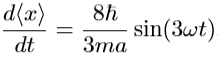 d⟨x⟩/dt = 8ħ/3ma sin(3ωt)